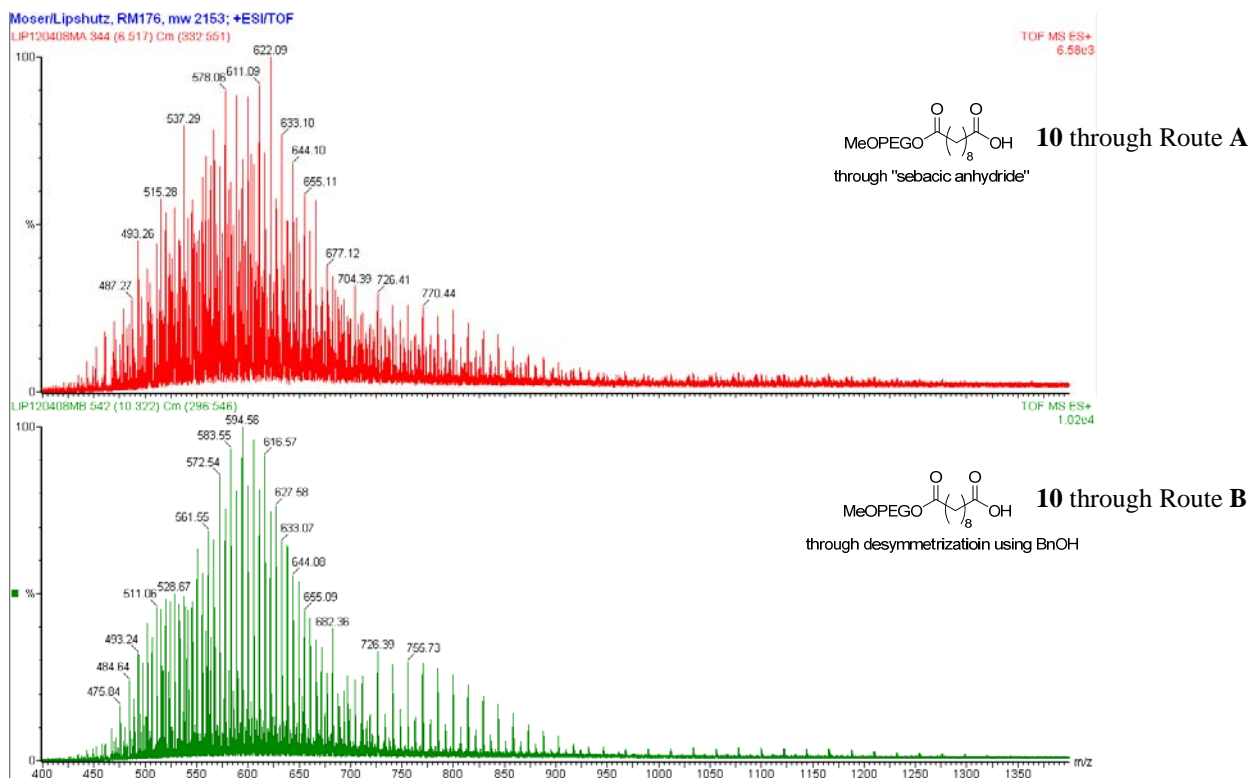 Moser/Lipshutz, RM176, mw 2153; +ESI/TOF
LIP120408MA 344 (6.517) Cm (332:551)
TOF MS ES+
6.58e3
100
%
0
622.09
611.09
578.06
537.29
633.10
644.10
655.11
515.28
493.26
487.27
677.12
704.39
726.41
770.44
O O
MeOPEGO OH
8
10 through Route A
through "sebacic anhydride"
LIP120408MB 542 (10.322) Cm (296:546)
TOF MS ES+
1.02e4
100
%
0
594.56
583.55
616.57
572.54
627.58
561.55
633.07
644.08
528.67
511.06
655.09
682.36
493.24
484.64
475.84
726.39
755.73
O O
MeOPEGO OH
8
10 through Route B
through desymmetrizatioin using BnOH
400 450 500 550 600 650 700 750 800 850 900 950 1000 1050 1100 1150 1200 1250 1300 1350 m/z